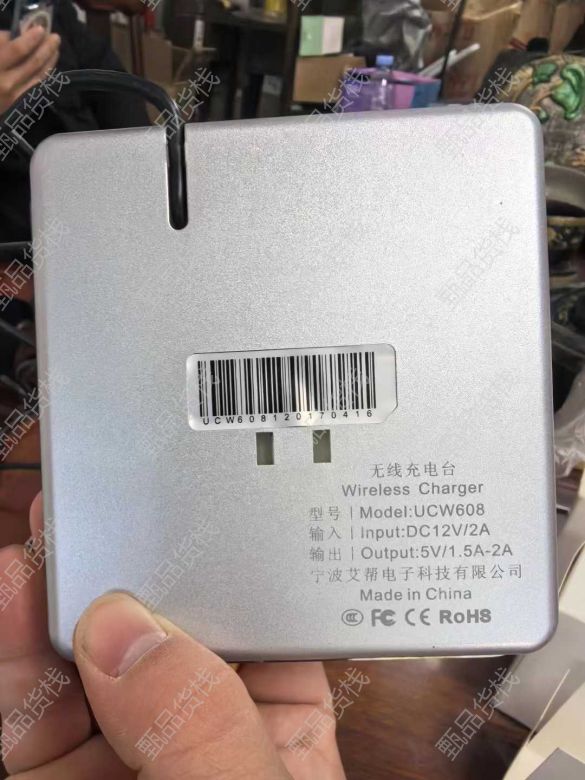 UCW608120170416
无线充电台
Wireless Charger
型号 | Model:UCW608
输入 | Input:DC12V/2A
输出 | Output:5V/1.5A-2A
宁波艾帮电子科技有限公司
Made in China
CCC FC CE RoHS
甄品货栈